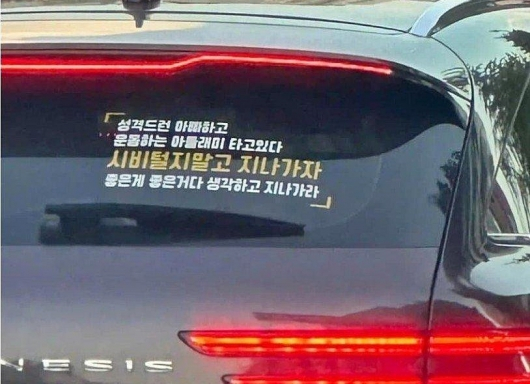 성격드런 아빠하고
운동하는 아들래미 타고있다
시비털지말고 지나가자
좋은게 좋은거다 생각하고 지나가라
NESIS